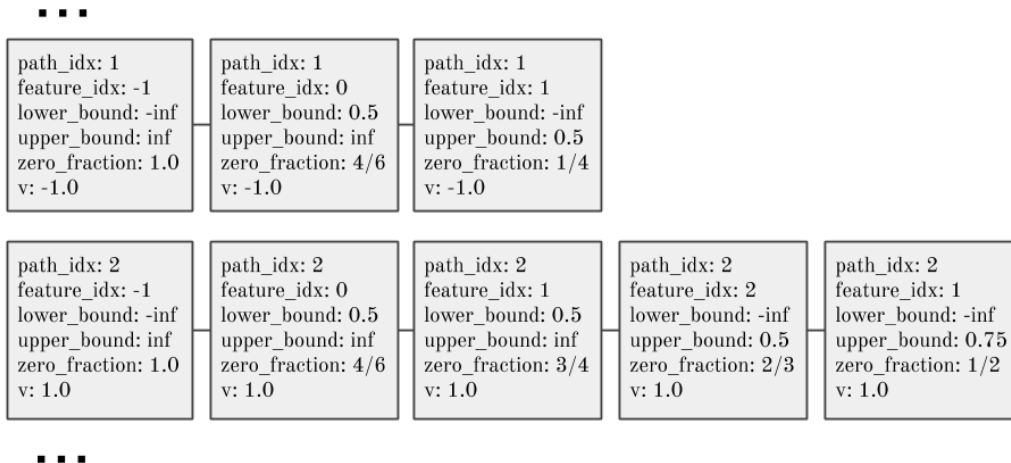 ...
path_idx: 1
feature_idx: -1
lower_bound: -inf
upper_bound: inf
zero_fraction: 1.0
v: -1.0
path_idx: 1
feature_idx: 0
lower_bound: 0.5
upper_bound: inf
zero_fraction: 4/6
v: -1.0
path_idx: 1
feature_idx: 1
lower_bound: -inf
upper_bound: 0.5
zero_fraction: 1/4
v: -1.0
path_idx: 2
feature_idx: -1
lower_bound: -inf
upper_bound: inf
zero_fraction: 1.0
v: 1.0
path_idx: 2
feature_idx: 0
lower_bound: 0.5
upper_bound: inf
zero_fraction: 4/6
v: 1.0
path_idx: 2
feature_idx: 1
lower_bound: 0.5
upper_bound: inf
zero_fraction: 3/4
v: 1.0
path_idx: 2
feature_idx: 2
lower_bound: -inf
upper_bound: 0.5
zero_fraction: 2/3
v: 1.0
path_idx: 2
feature_idx: 1
lower_bound: -inf
upper_bound: 0.75
zero_fraction: 1/2
v: 1.0
...